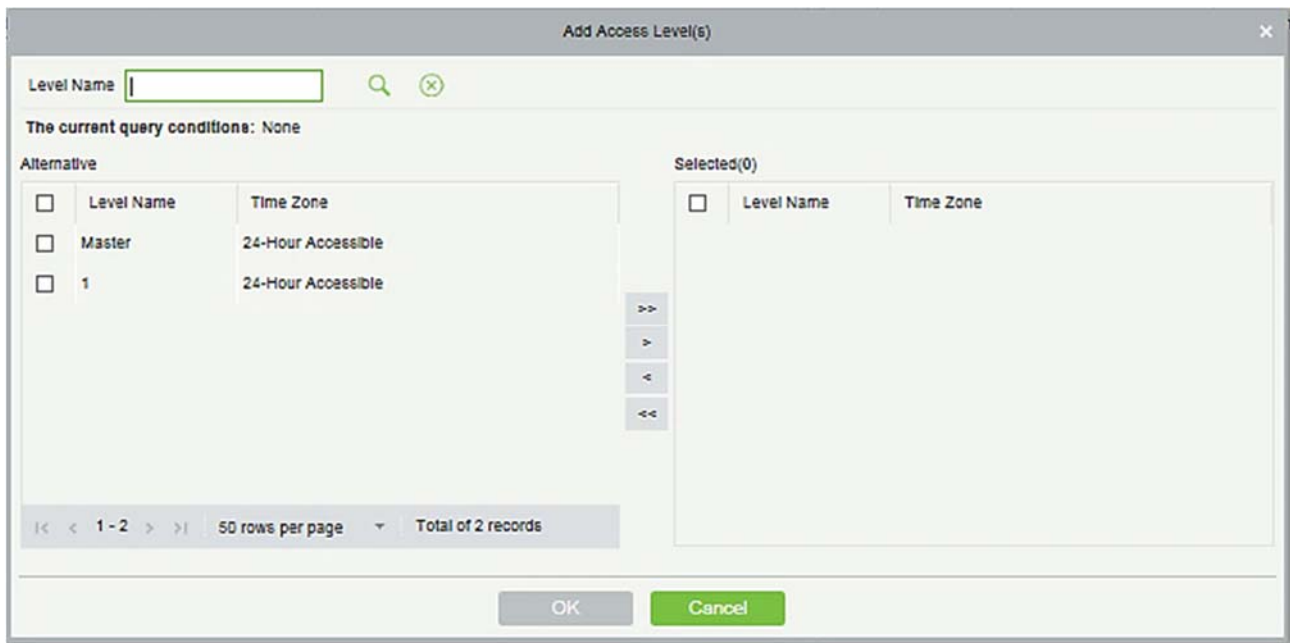 Add Access Level(s)
Level Name
The current query conditions: None
Alternative
Selected(0)
Level Name Time Zone
Level Name Time Zone
Master 24-Hour Accessible
1 24-Hour Accessible
>>
>
<
<<
1 - 2 50 rows per page Total of 2 records
OK Cancel